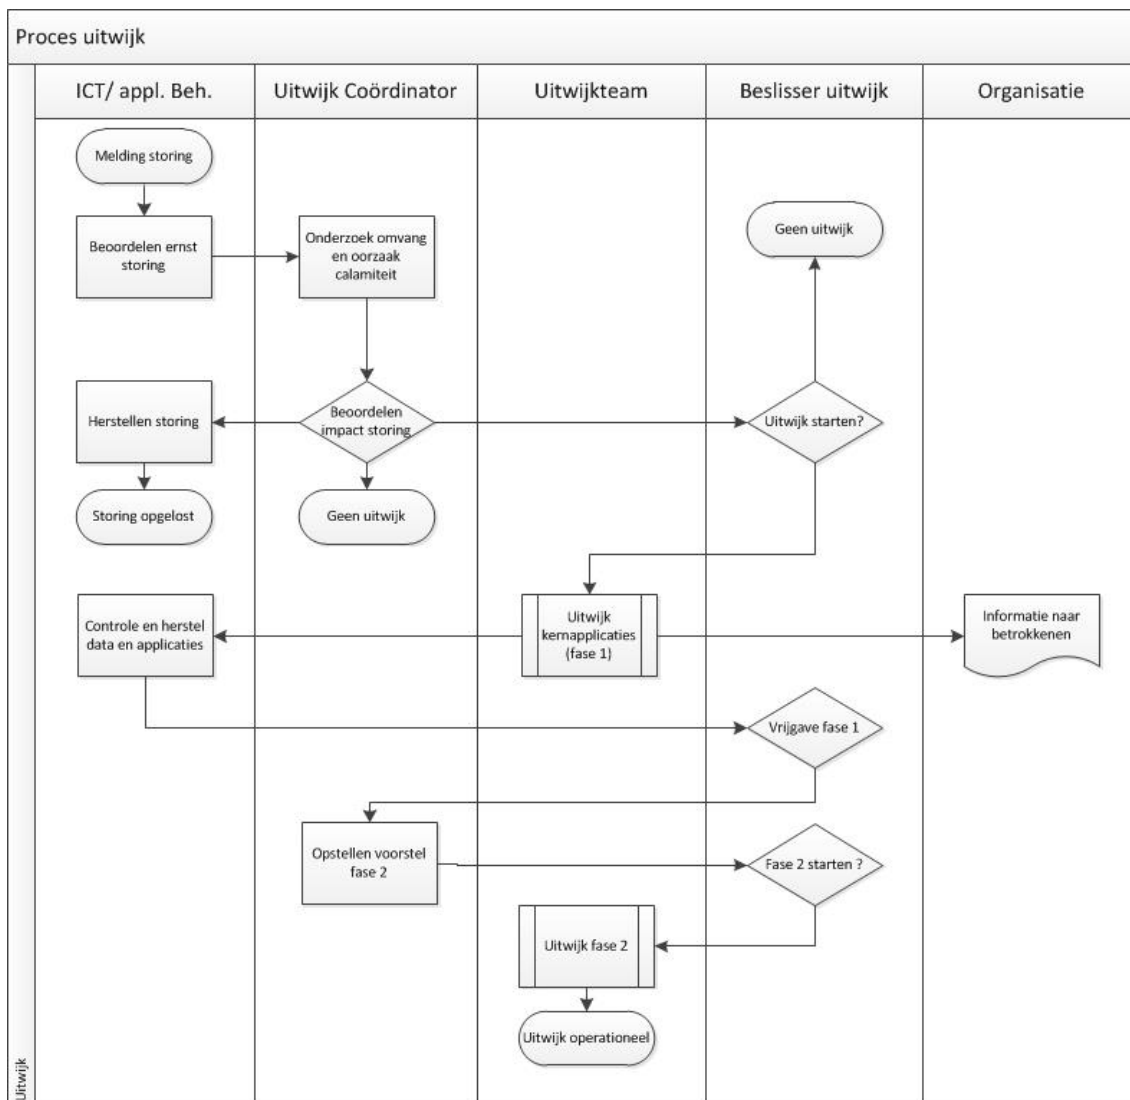 Proces uitwijk
ICT/ appl. Beh.
Uitwijk Coördinator
Uitwijkteam
Beslisser uitwijk
Organisatie
Melding storing
Beoordelen ernst
storing
Onderzoek omvang
en oorzaak
calamiteit
Geen uitwijk
Herstellen storing
Beoordelen
impact storing
Uitwijk starten?
Storing opgelost
Geen uitwijk
Controle en herstel
data en applicaties
Uitwijk
kernapplicaties
(fase 1)
Informatie naar
betrokkenen
Vrijgave fase 1
Opstellen voorstel
fase 2
Fase 2 starten ?
Uitwijk fase 2
Uitwijk operationeel
Uitwijk